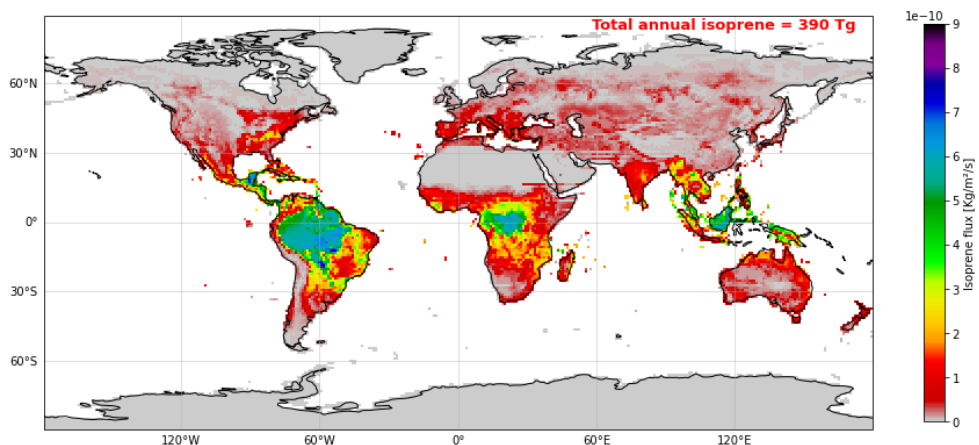 Total annual isoprene = 390 Tg
1e−10
9
8
7
6
5
4
3
2
1
0
Isoprene flux [Kg/m²/s]
60°N
30°N
0°
30°S
60°S
120°W
60°W
0°
60°E
120°E